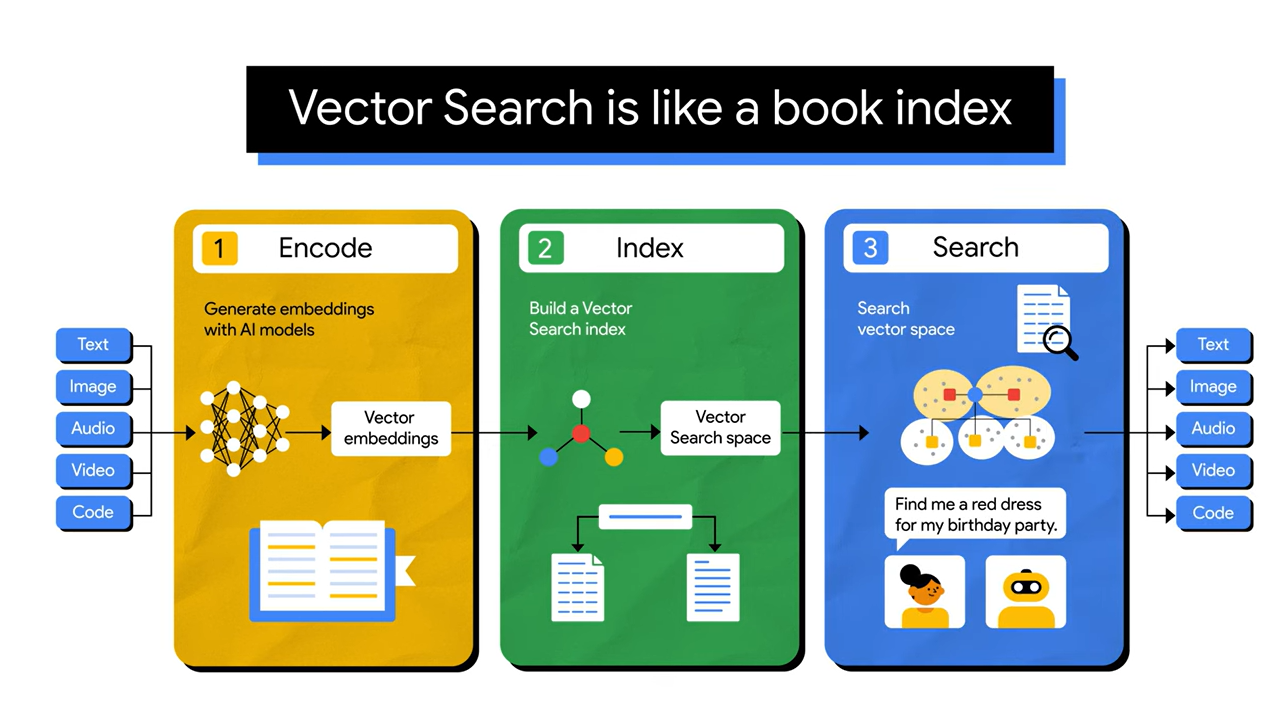 Vector Search is like a book index
Text
Image
Audio
Video
Code
1
Encode
Generate embeddings
with AI models
Vector
embeddings
2
Index
Build a Vector
Search index
Vector
Search space
3
Search
Search
vector space
Find me a red dress
for my birthday party.
Text
Image
Audio
Video
Code